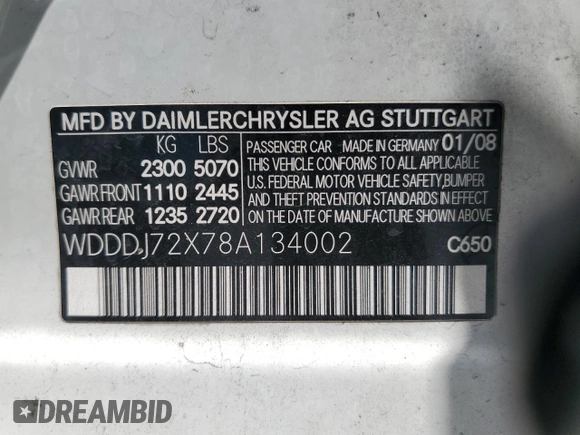 MFD BY DAIMLERCHRYSLER AG STUTTGART
KG LBS PASSENGER CAR MADE IN GERMANY 01/08
GVWR 2300 5070 THIS VEHICLE CONFORMS TO ALL APPLICABLE
GAWR FRONT 1110 2445 U.S. FEDERAL MOTOR VEHICLE SAFETY, BUMPER
GAWR REAR 1235 2720 AND THEFT PREVENTION STANDARDS IN EFFECT
ON THE DATE OF MANUFACTURE SHOWN ABOVE.
WDDDJ72X78A134002 C650
DREAMBID